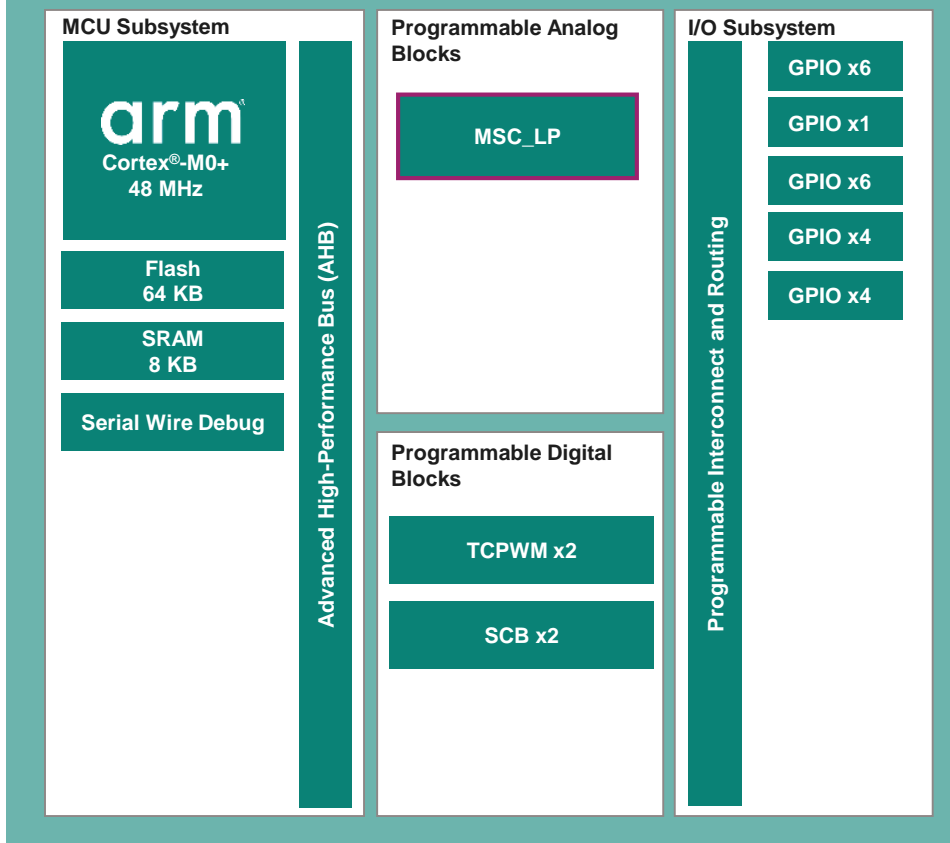 MCU Subsystem
arm
Cortex®-M0+
48 MHz
Flash
64 KB
SRAM
8 KB
Serial Wire Debug
Advanced High-Performance Bus (AHB)
Programmable Analog
Blocks
MSC_LP
Programmable Digital
Blocks
TCPWM x2
SCB x2
I/O Subsystem
Programmable Interconnect and Routing
GPIO x6
GPIO x1
GPIO x6
GPIO x4
GPIO x4